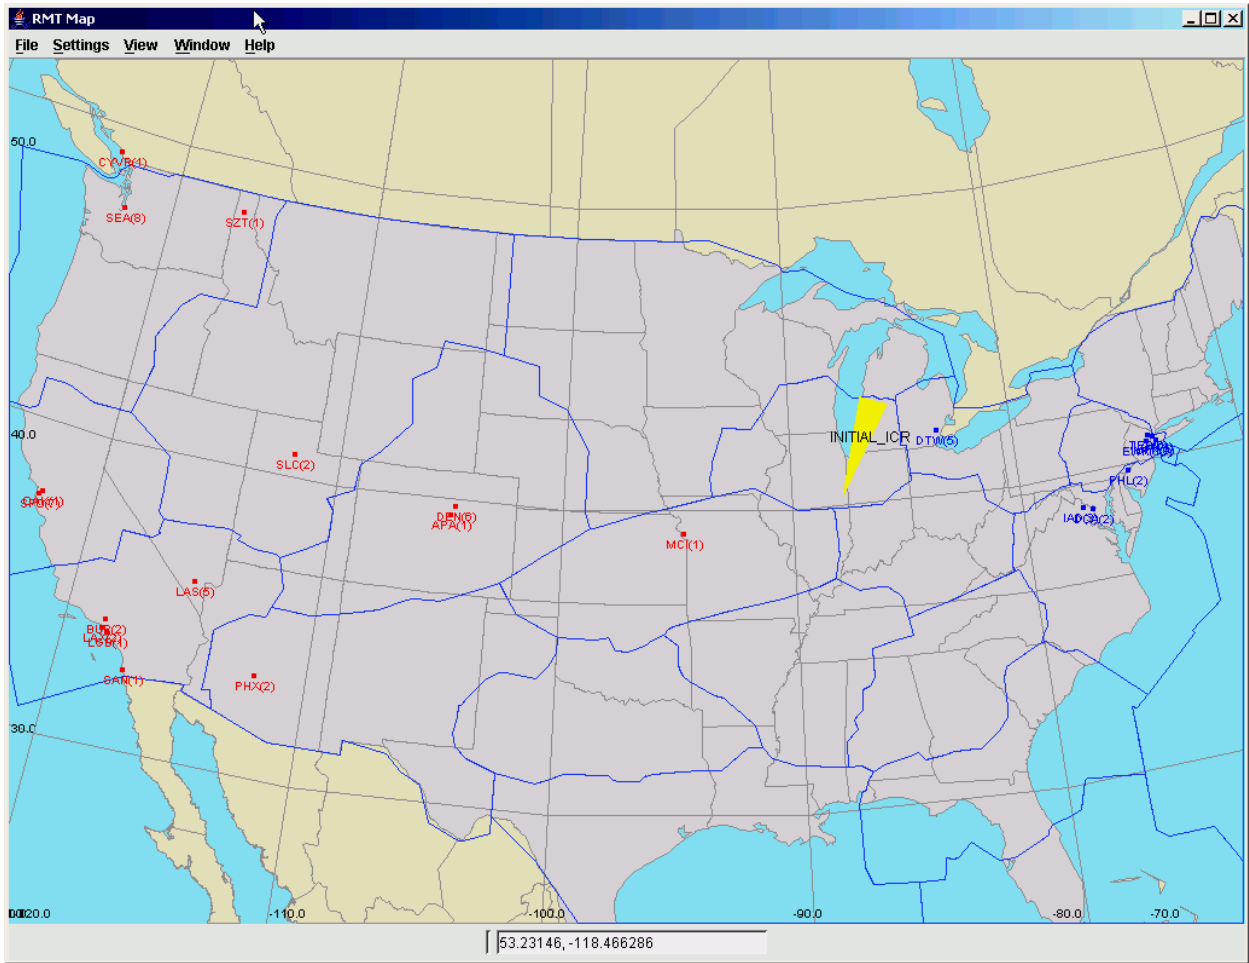 RMT Map
File Settings View Window Help
50.0
CYVR(1)
SEA(8)
SZT(1)
40.0
INITIAL_ICR
DTW(5)
SLC(2)
PHL(2)
DEN(6)
APA(1)
IAD(3)
MCI(1)
LAS(5)
BUR(2)
LGB(1)
SAN(1)
PHX(2)
30.0
-110.0
-100.0
-90.0
-80.0
-70.0
53.23146, -118.466286